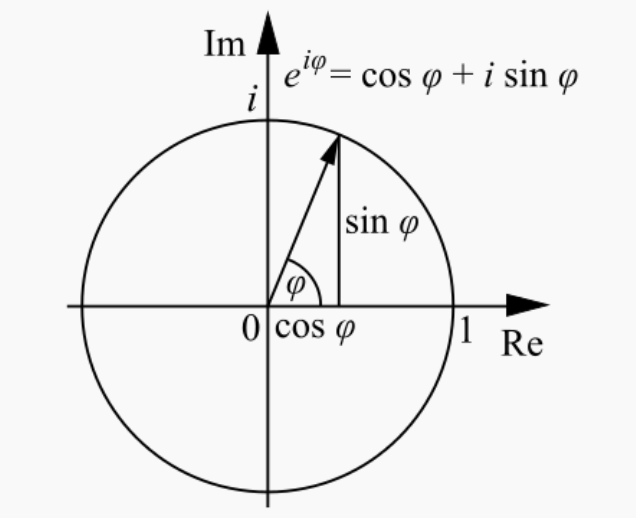 Im
e^{iφ} = cos φ + i sin φ
i
sin φ
φ
0 cos φ 1
Re